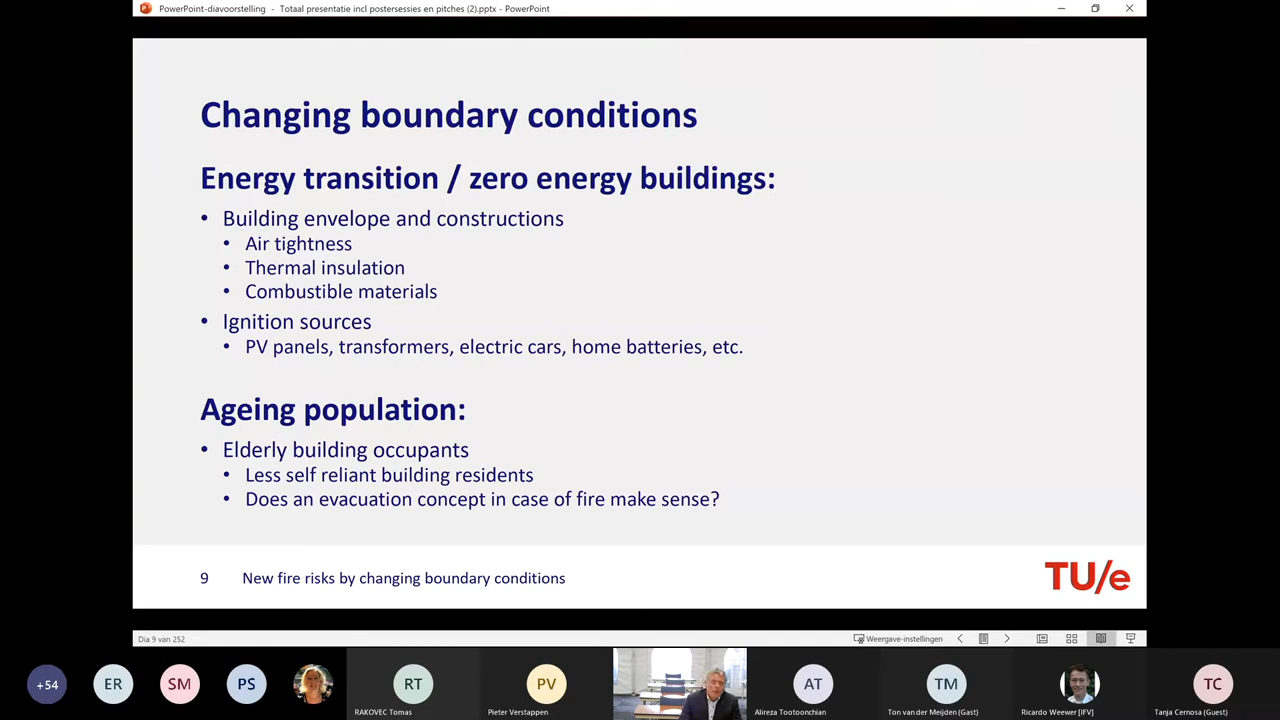 PowerPoint-diavoorstelling - Totaal presentatie incl postersessies en pitches (2).pptx - PowerPoint
Changing boundary conditions
Energy transition / zero energy buildings:
• Building envelope and constructions
• Air tightness
• Thermal insulation
• Combustible materials
• Ignition sources
• PV panels, transformers, electric cars, home batteries, etc.
Ageing population:
• Elderly building occupants
• Less self reliant building residents
• Does an evacuation concept in case of fire make sense?
9 New fire risks by changing boundary conditions
TU/e
Dia 9 van 252
Weergave-instellingen
+54
ER
SM
PS
RT
PV
AT
TM
TC
RAKOVEC Tomas
Pieter Verstappen
Alireza Tootoonchian
Ton van der Meijden (Gast)
Ricardo Weewer [IFV]
Tanja Cernosa (Guest)